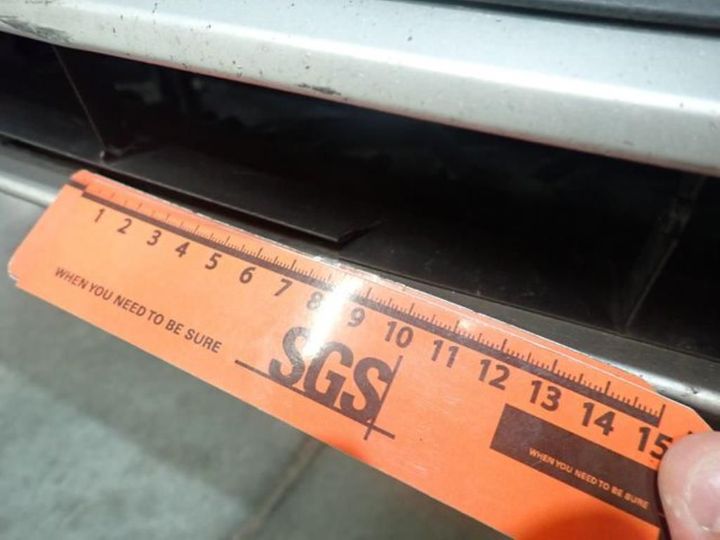 1 2 3 4 5 6 7 8 9 10 11 12 13 14 15
WHEN YOU NEED TO BE SURE
SGS
WHEN YOU NEED TO BE SURE